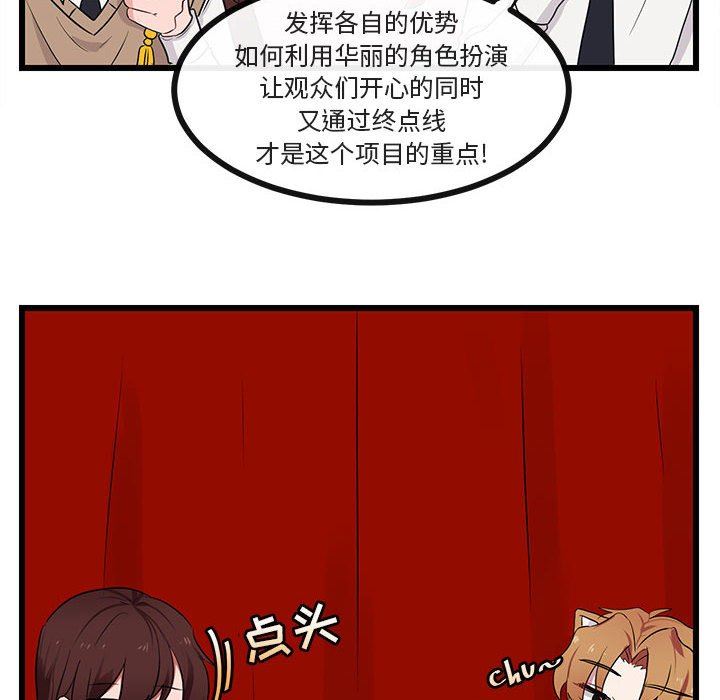 发挥各自的优势
如何利用华丽的角色扮演
让观众们开心的同时
又通过终点线
才是这个项目的重点!
点头
chu~